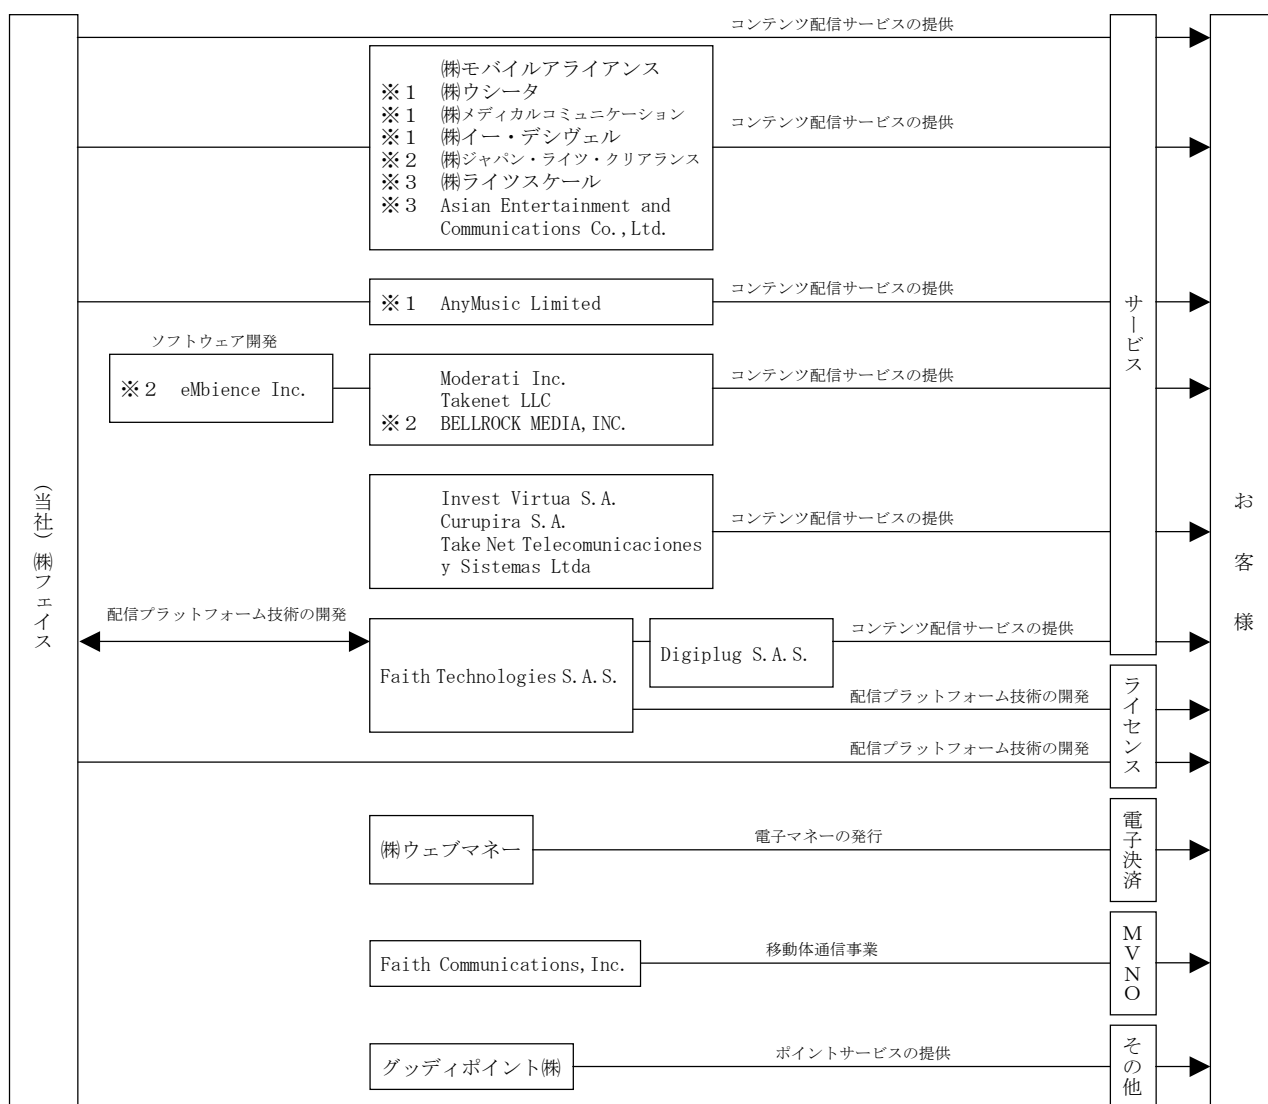 コンテンツ配信サービスの提供
㈱モバイルアライアンス
※１ ㈱ウシータ
※１ ㈱メディカルコミュニケーション
※１ ㈱イー・デシヴェル
※２ ㈱ジャパン・ライツ・クリアランス
※３ ㈱ライツスケール
※３ Asian Entertainment and
Communications Co.,Ltd.
コンテンツ配信サービスの提供
※１ AnyMusic Limited
コンテンツ配信サービスの提供
サービス
ソフトウェア開発
※２ eMbience Inc.
Moderati Inc.
Takenet LLC
※２ BELLROCK MEDIA,INC.
コンテンツ配信サービスの提供
(当社)㈱フェイス
Invest Virtua S.A.
Curupira S.A.
Take Net Telecomunicaciones
y Sistemas Ltda
コンテンツ配信サービスの提供
お客様
配信プラットフォーム技術の開発
Faith Technologies S.A.S.
Digiplug S.A.S.
コンテンツ配信サービスの提供
配信プラットフォーム技術の開発
ライセンス
配信プラットフォーム技術の開発
㈱ウェブマネー
電子マネーの発行
電子決済
Faith Communications,Inc.
移動体通信事業
MVNO
グッディポイント㈱
ポイントサービスの提供
その他